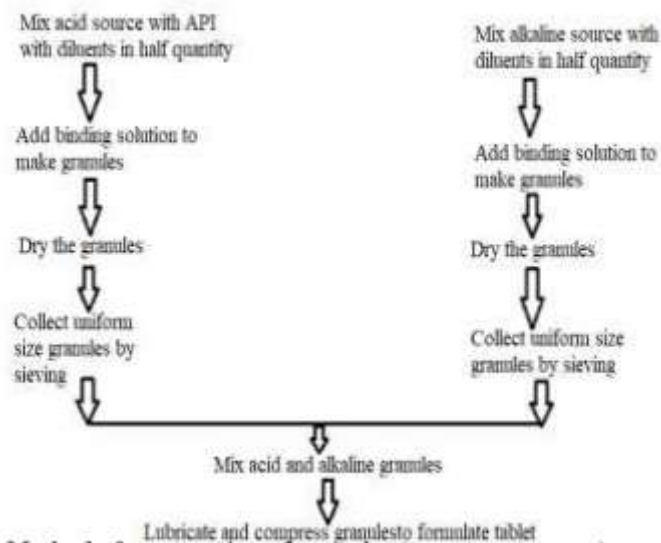 Mix acid source with API
with diluents in half quantity
Add binding solution to
make granules
Dry the granules
Collect uniform
size granules by
sieving
Mix alkaline source with
diluents in half quantity
Add binding solution to
make granules
Dry the granules
Collect uniform size
granules by sieving
Mix acid and alkaline granules
Lubricate and compress granulesto formulate tablet